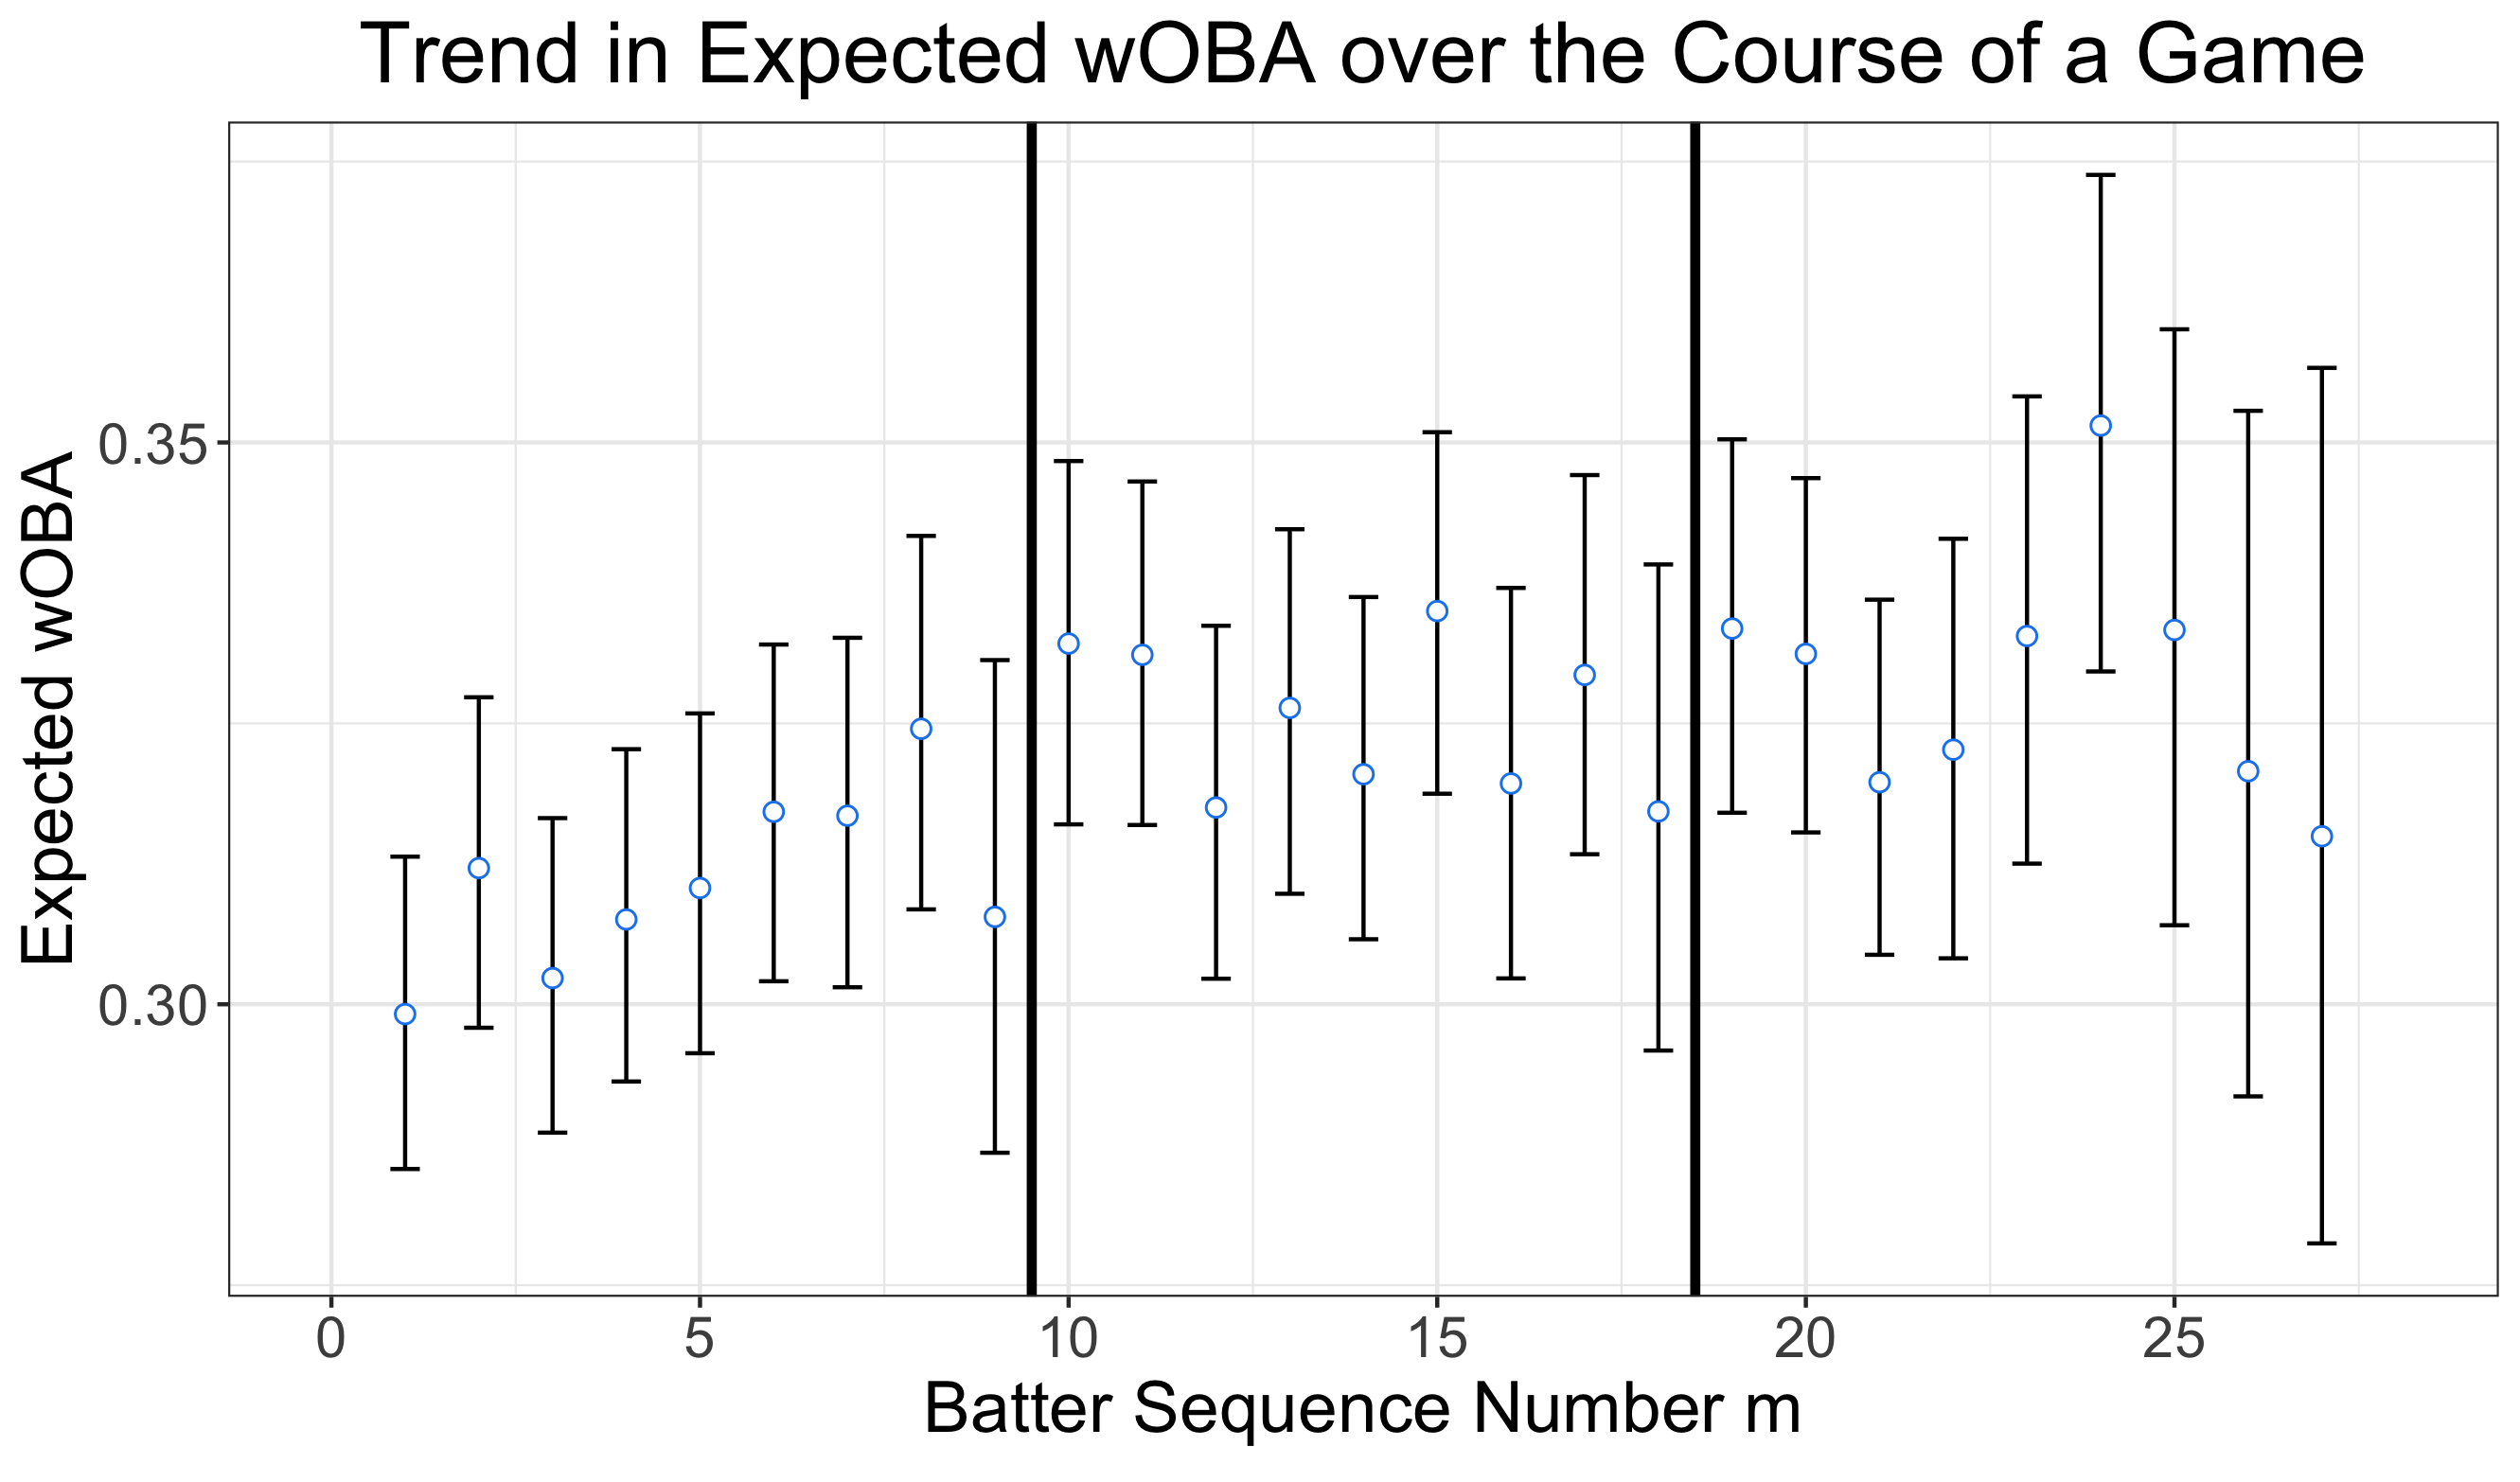 Trend in Expected wOBA over the Course of a Game
Expected wOBA
0.35
0.30
0 5 10 15 20 25
Batter Sequence Number m